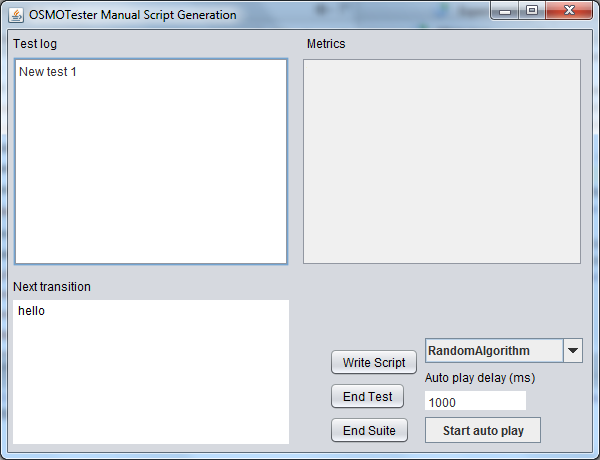 OSMOTester Manual Script Generation
Test log
Metrics
New test 1
Next transition
hello
Write Script
RandomAlgorithm
Auto play delay (ms)
End Test
1000
End Suite
Start auto play